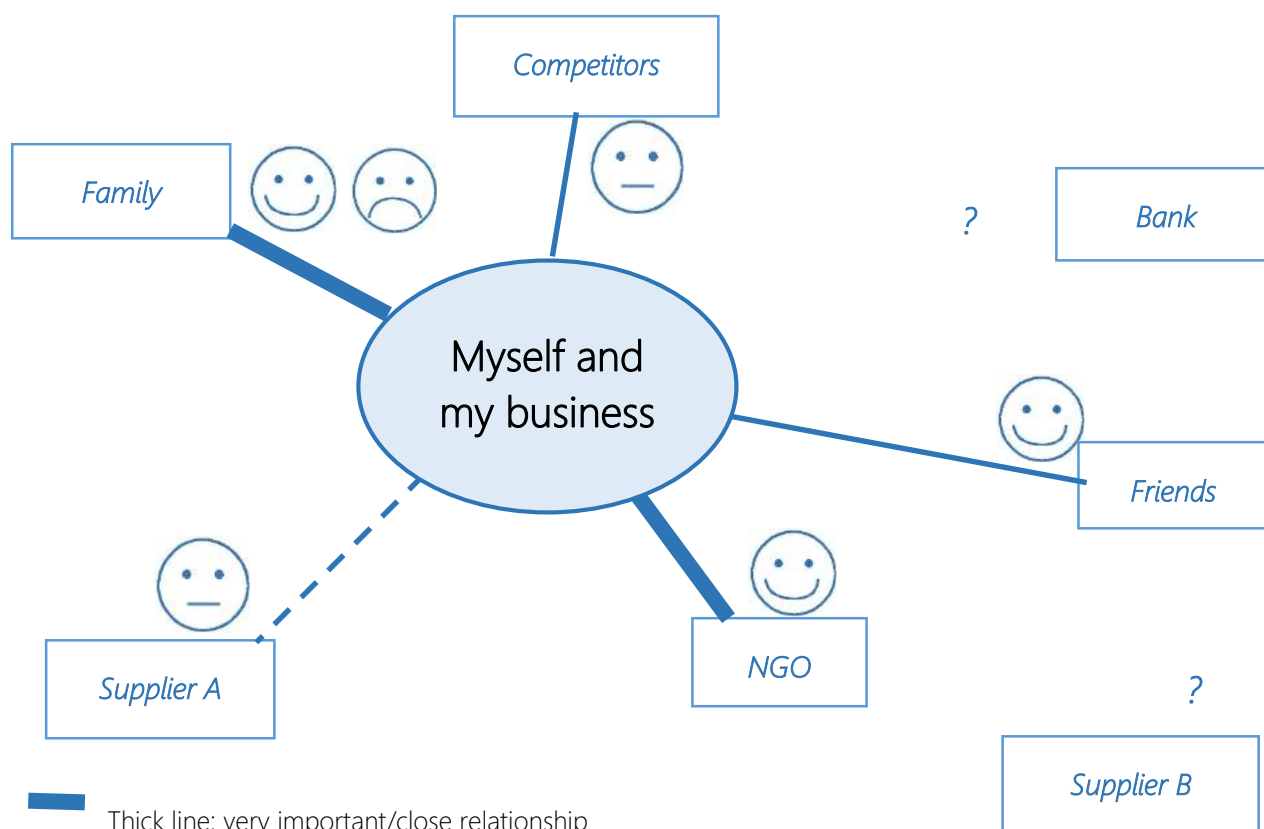 Competitors
Family
?
Bank
Myself and
my business
Friends
NGO
Supplier A
?
Supplier B
Thick line: very important/close relationship